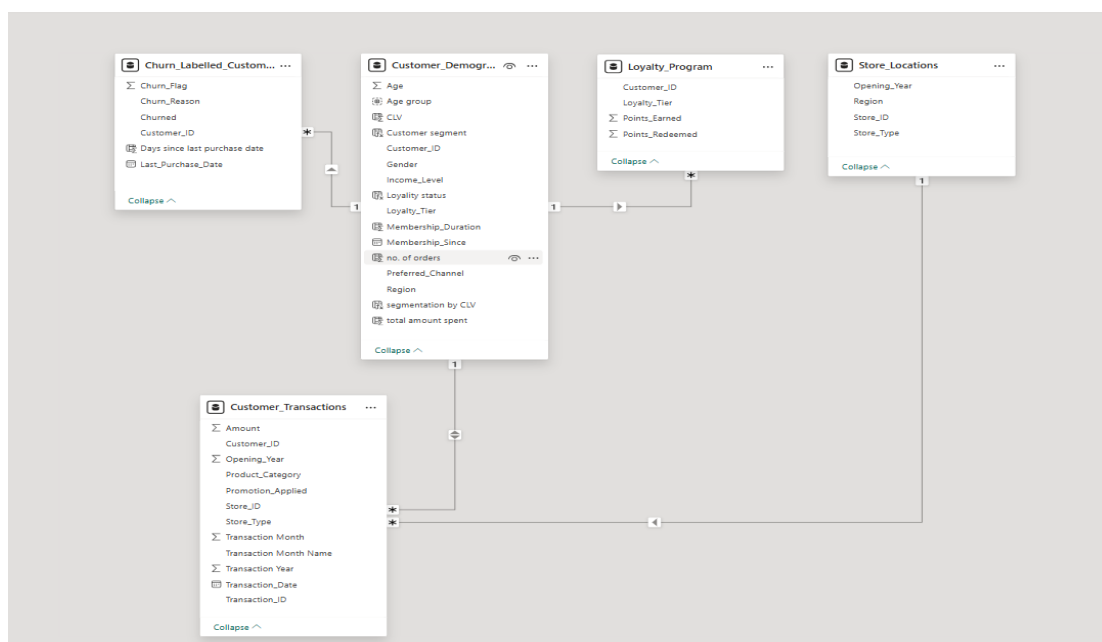 Churn_Labelled_Custom... ...
Σ Churn_Flag
Churn_Reason
Churned
Customer_ID
Days since last purchase date
Last_Purchase_Date
Collapse
Customer_Demogr... ...
Σ Age
Age group
CLV
Customer segment
Customer_ID
Gender
Income_Level
Loyality status
Loyalty_Tier
Membership_Duration
Membership_Since
no. of orders ...
Preferred_Channel
Region
segmentation by CLV
total amount spent
Collapse
Loyalty_Program ...
Customer_ID
Loyalty_Tier
Σ Points_Earned
Σ Points_Redeemed
Collapse
Store_Locations ...
Opening_Year
Region
Store_ID
Store_Type
Collapse
*
1
1
*
1
1
Customer_Transactions ...
Σ Amount
Customer_ID
Σ Opening_Year
Product_Category
Promotion_Applied
Store_ID
Store_Type
Σ Transaction Month
Transaction Month Name
Σ Transaction Year
Transaction_Date
Transaction_ID
Collapse
*
*